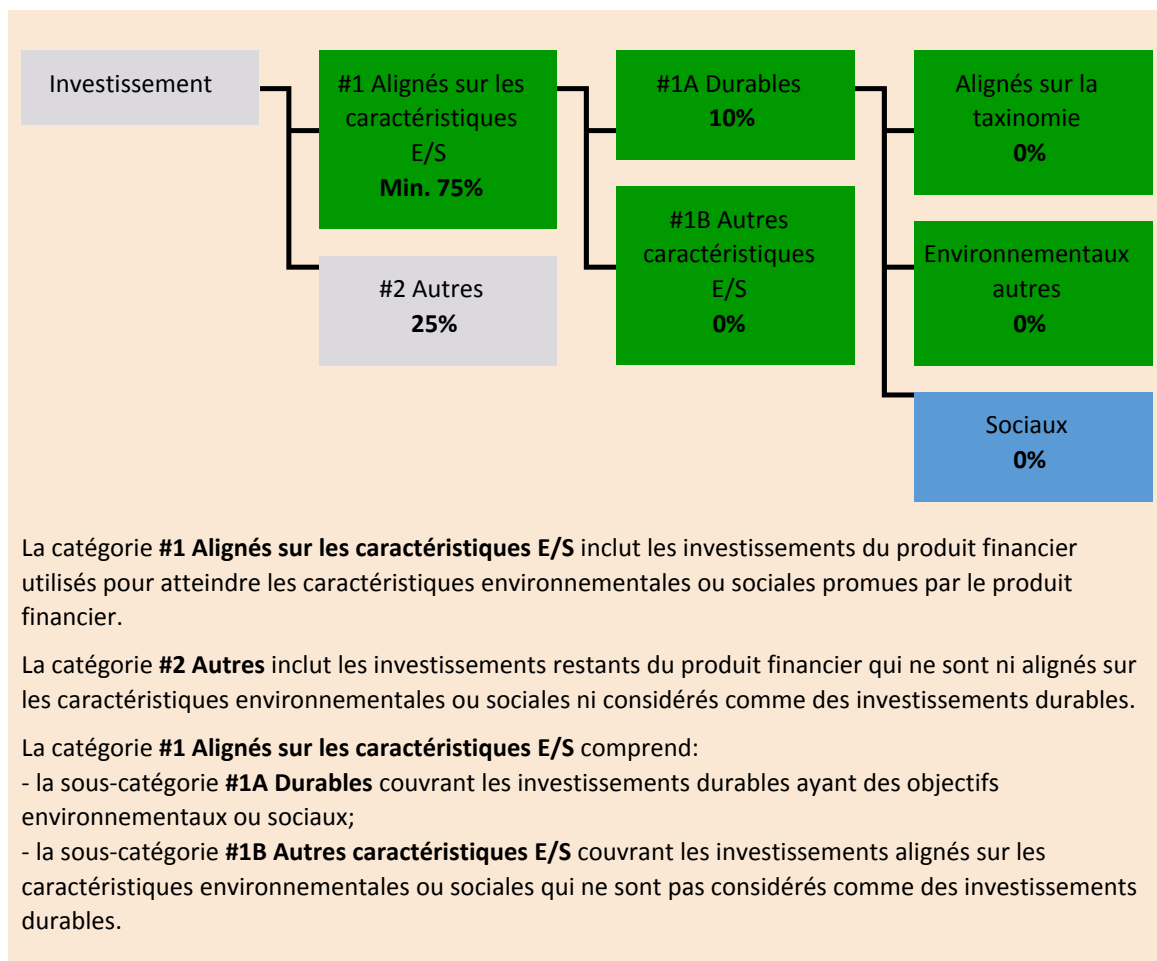 Investissement
#1 Alignés sur les
caractéristiques
E/S
Min. 75%
#2 Autres
25%
#1A Durables
10%
#1B Autres
caractéristiques
E/S
0%
Alignés sur la
taxinomie
0%
Environnementaux
autres
0%
Sociaux
0%
La catégorie #1 Alignés sur les caractéristiques E/S inclut les investissements du produit financier
utilisés pour atteindre les caractéristiques environnementales ou sociales promues par le produit
financier.
La catégorie #2 Autres inclut les investissements restants du produit financier qui ne sont ni alignés sur
les caractéristiques environnementales ou sociales ni considérés comme des investissements durables.
La catégorie #1 Alignés sur les caractéristiques E/S comprend:
- la sous-catégorie #1A Durables couvrant les investissements durables ayant des objectifs
environnementaux ou sociaux;
- la sous-catégorie #1B Autres caractéristiques E/S couvrant les investissements alignés sur les
caractéristiques environnementales ou sociales qui ne sont pas considérés comme des investissements
durables.